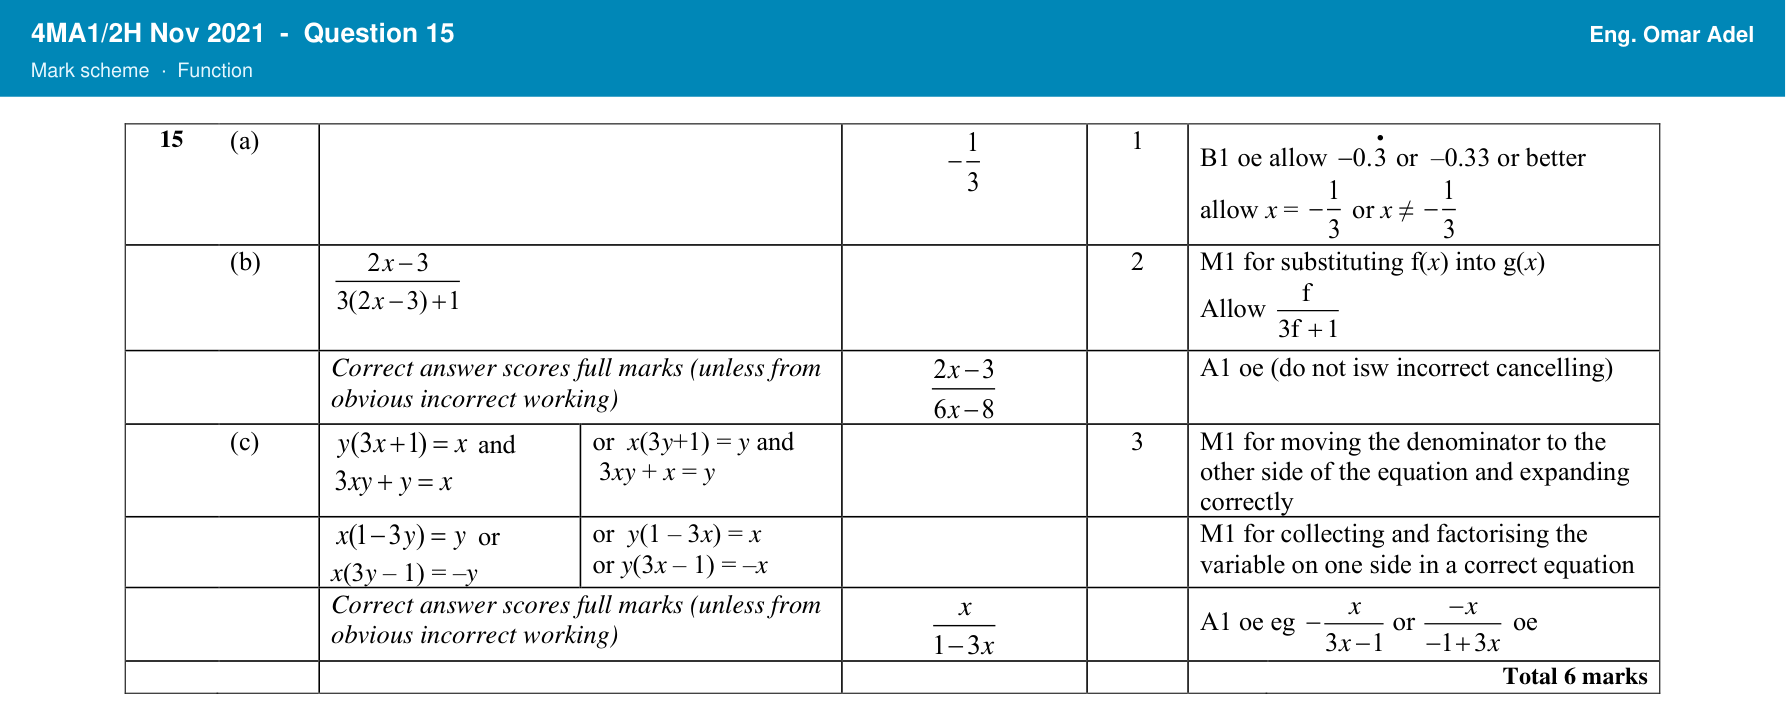 4MA1/2H Nov 2021 - Question 15
Eng. Omar Adel
Mark scheme · Function
15 (a) −1/3 1 B1 oe allow −0.3̇ or −0.33 or better
allow x = −1/3 or x ≠ −1/3
(b) (2x−3)/(3(2x−3)+1) 2 M1 for substituting f(x) into g(x)
Allow f/(3f+1)
Correct answer scores full marks (unless from
obvious incorrect working)
(2x−3)/(6x−8)
A1 oe (do not isw incorrect cancelling)
(c) y(3x+1) = x and
3xy + y = x
or x(3y+1) = y and
3xy + x = y
3
M1 for moving the denominator to the
other side of the equation and expanding
correctly
x(1−3y) = y or
x(3y – 1) = –y
or y(1 – 3x) = x
or y(3x – 1) = –x
M1 for collecting and factorising the
variable on one side in a correct equation
Correct answer scores full marks (unless from
obvious incorrect working)
x/(1−3x)
A1 oe eg −x/(3x−1) or −x/(−1+3x) oe
Total 6 marks